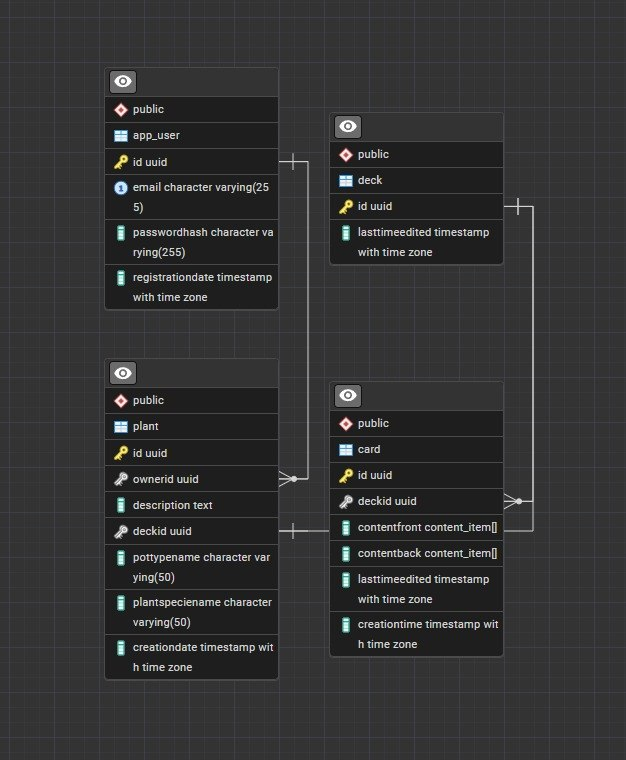 public
app_user
id uuid
email character varying(25
5)
passwordhash character va
rying(255)
registrationdate timestamp
with time zone
public
deck
id uuid
lasttimeedited timestamp
with time zone
public
plant
id uuid
ownerid uuid
description text
deckid uuid
pottypename character var
ying(50)
plantspeciename character
varying(50)
creationdate timestamp wit
h time zone
public
card
id uuid
deckid uuid
contentfront content_item[]
contentback content_item[]
lasttimeedited timestamp
with time zone
creationtime timestamp wit
h time zone